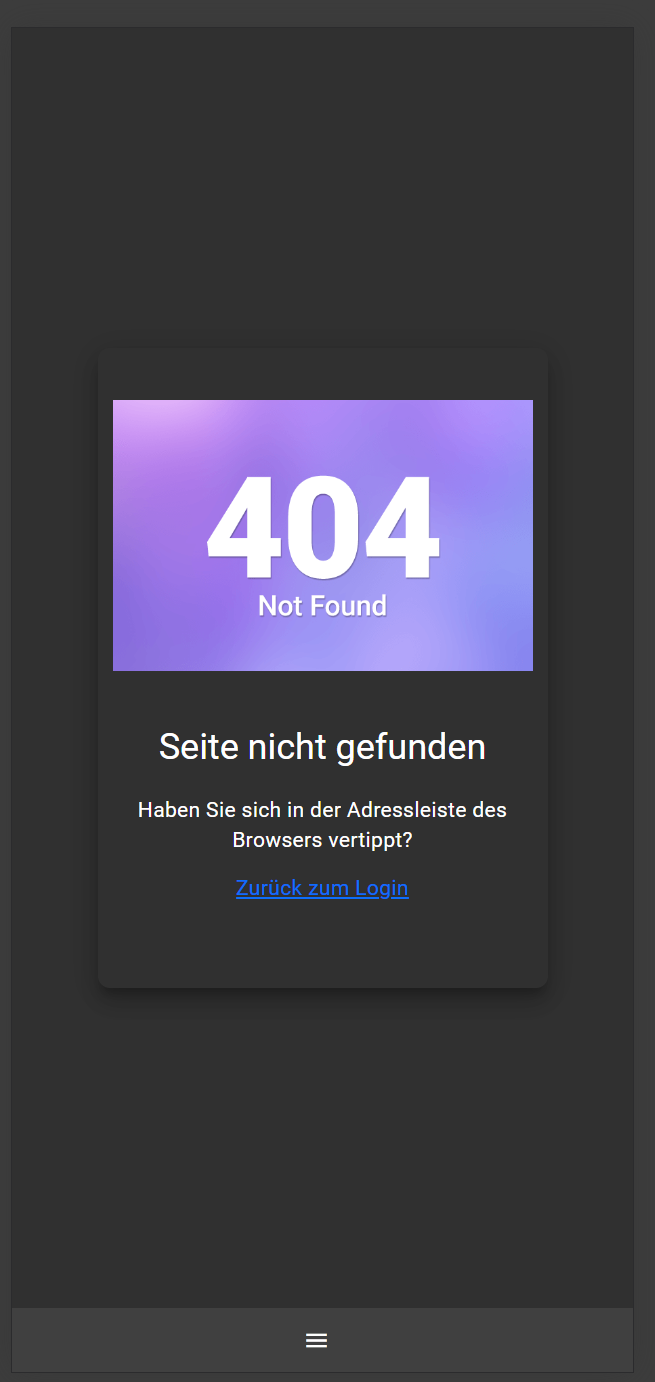 404
Not Found
Seite nicht gefunden
Haben Sie sich in der Adressleiste des
Browsers vertippt?
Zurück zum Login